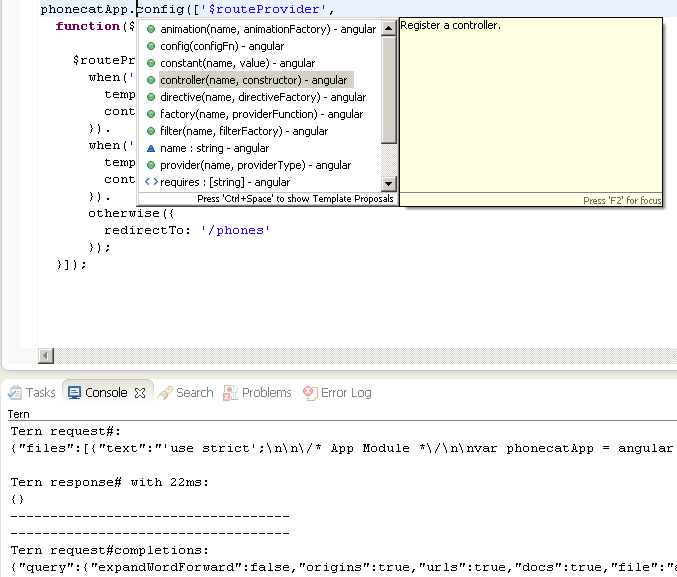 phonecatApp.config(['$routeProvider',
function($
animation(name, animationFactory) - angular
config(configFn) - angular
constant(name, value) - angular
controller(name, constructor) - angular
directive(name, directiveFactory) - angular
factory(name, providerFunction) - angular
filter(name, filterFactory) - angular
name : string - angular
provider(name, providerType) - angular
requires : [string] - angular
Press 'Ctrl+Space' to show Template Proposals
Register a controller.
Press 'F2' for focus
$routePr
when('
temp
cont
}).
when('
temp
cont
}).
otherwise({
redirectTo: '/phones'
});
}]);
Tasks Console Search Problems Error Log
Tern
Tern request#:
{"files":[{"text":"'use strict';\n\n\/* App Module *\/\n\nvar phonecatApp = angular
Tern response# with 22ms:
{}
-----------------------------------
-----------------------------------
Tern request#completions:
{"query":{"expandWordForward":false,"origins":true,"urls":true,"docs":true,"file":"a